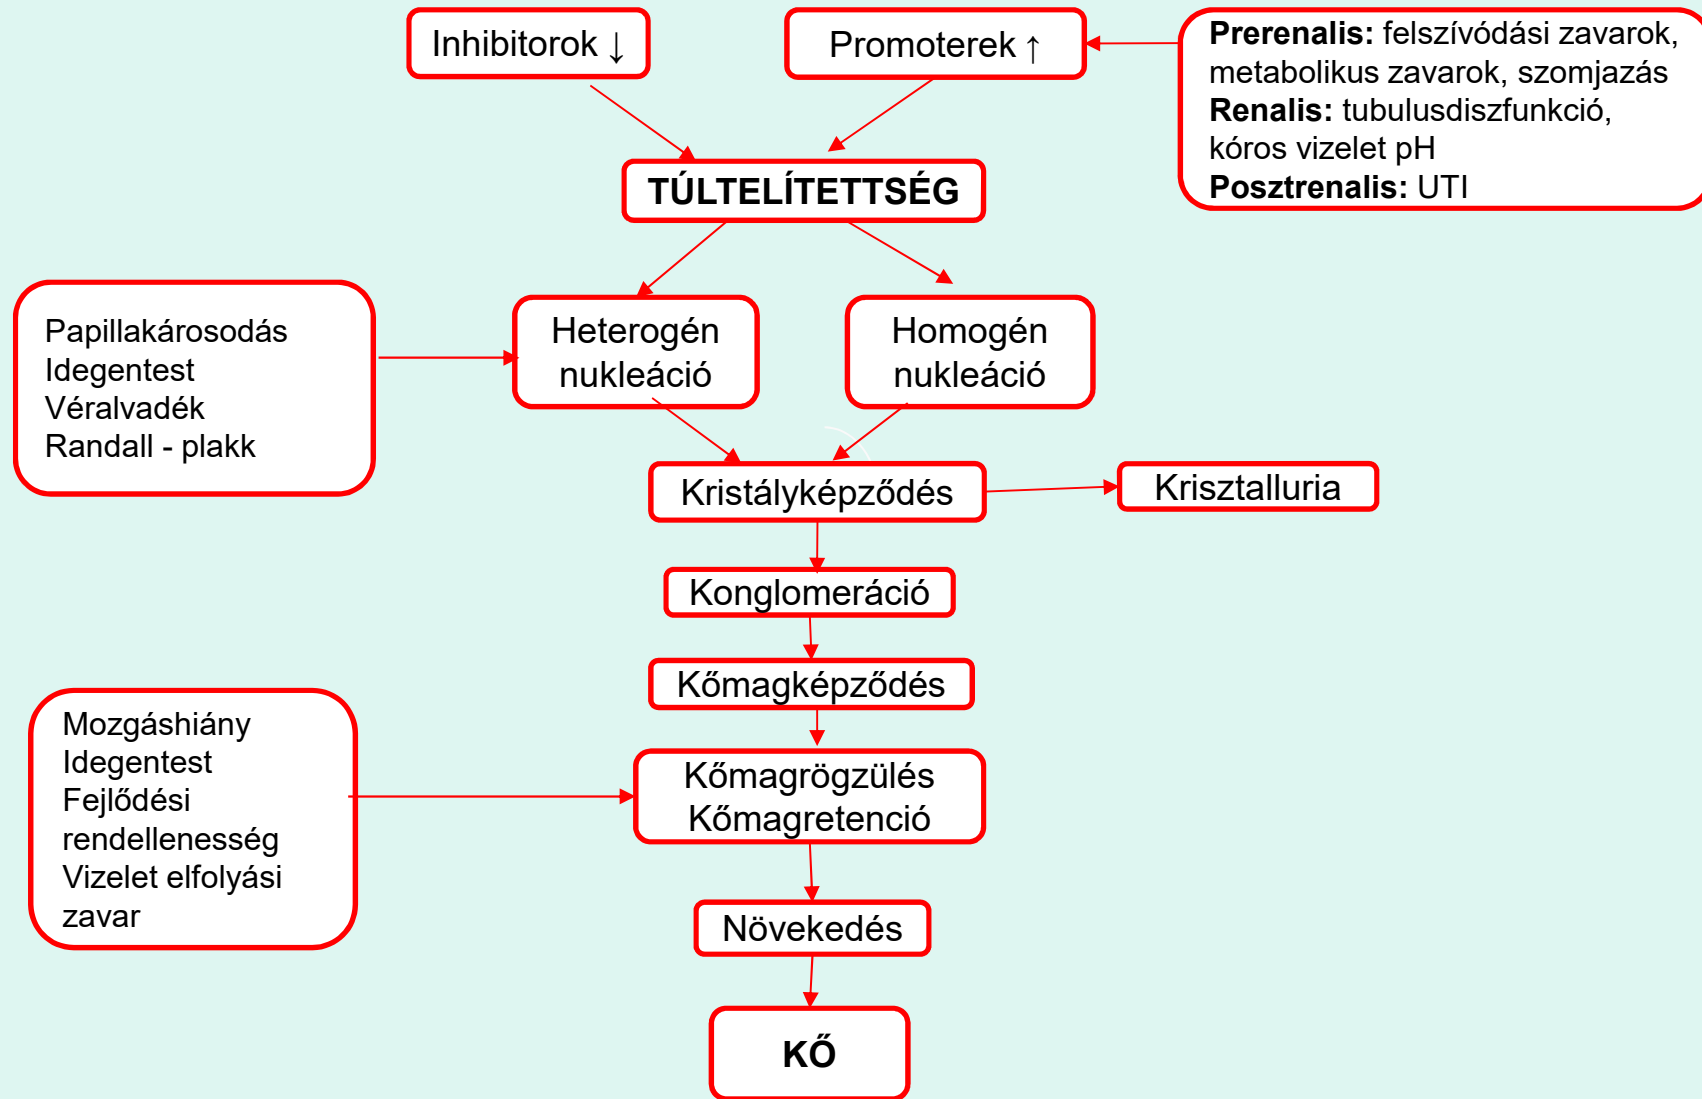 Inhibitorok ↓
Promoterek ↑
Prerenalis: felszívódási zavarok,
metabolikus zavarok, szomjazás
Renalis: tubulusdiszfunkció,
kóros vizelet pH
Posztrenalis: UTI
TÚLTELÍTETTSÉG
Papillakárosodás
Idegentest
Véralvadék
Randall - plakk
Heterogén
nukleáció
Homogén
nukleáció
Kristályképződés
Krisztalluria
Konglomeráció
Kőmagképződés
Mozgáshiány
Idegentest
Fejlődési
rendellenesség
Vizelet elfolyási
zavar
Kőmagrögzülés
Kőmagretenció
Növekedés
KŐ